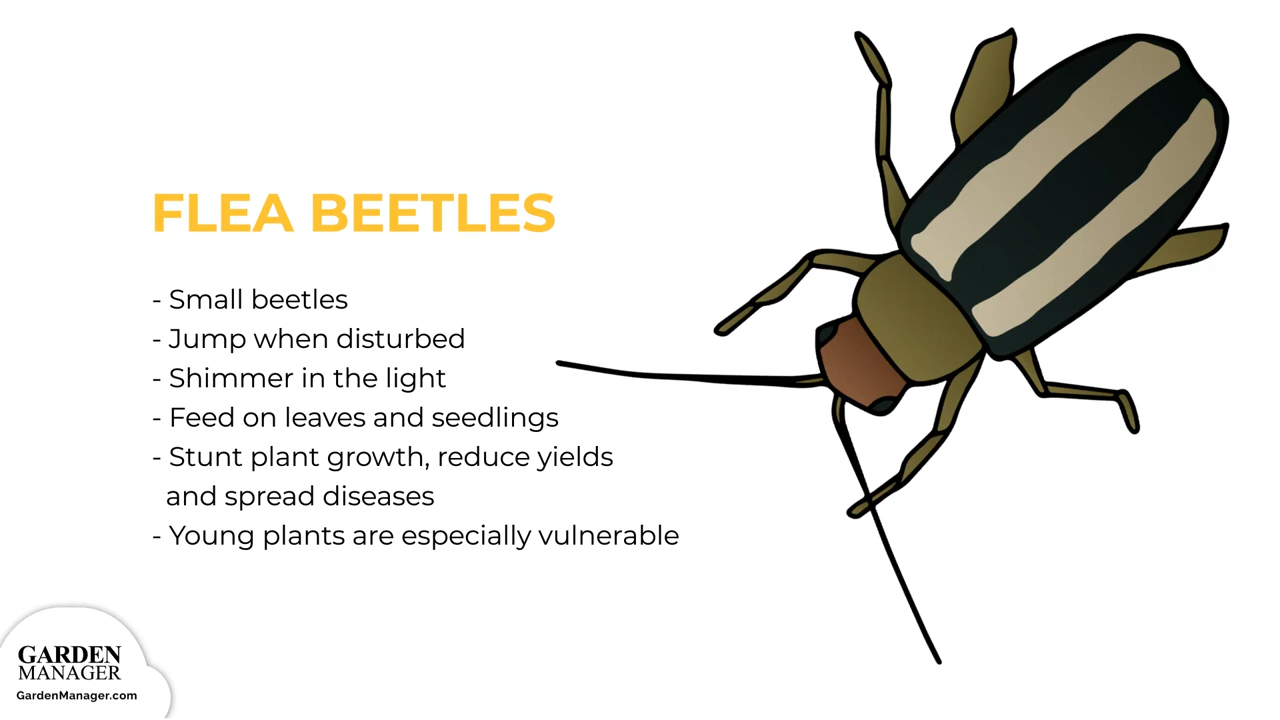 FLEA BEETLES
- Small beetles
- Jump when disturbed
- Shimmer in the light
- Feed on leaves and seedlings
- Stunt plant growth, reduce yields
and spread diseases
- Young plants are especially vulnerable
GARDEN
MANAGER
GardenManager.com